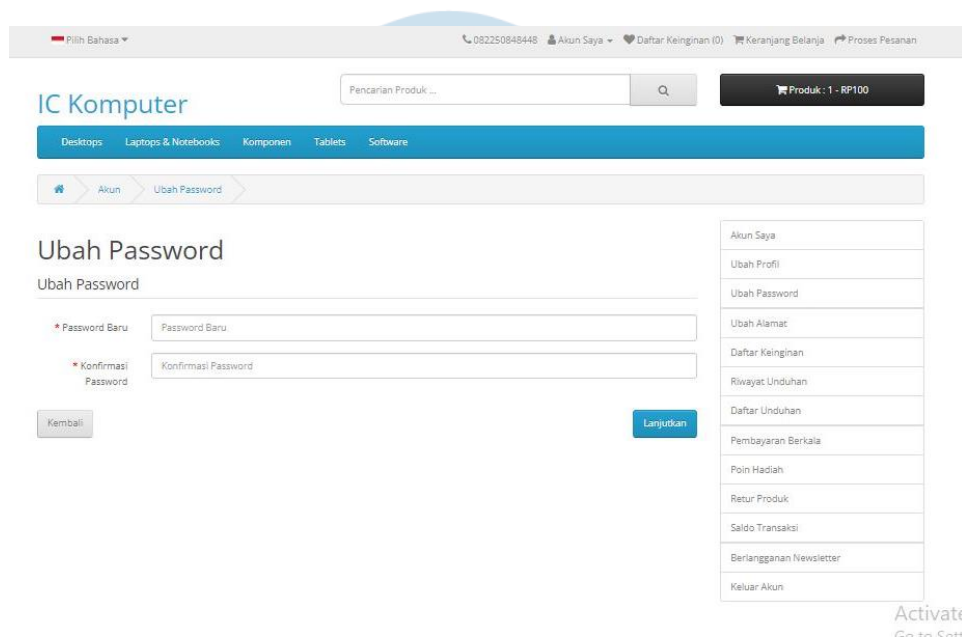 Pilih Bahasa
082250848448 Akun Saya Daftar Keinginan (0) Keranjang Belanja Proses Pesanan
IC Komputer
Pencarian Produk ...
Produk : 1 - RP100
Desktops Laptops & Notebooks Komponen Tablets Software
Akun Ubah Password
Ubah Password
Ubah Password
* Password Baru Password Baru
* Konfirmasi Password Konfirmasi Password
Kembali Lanjutkan
Akun Saya
Ubah Profil
Ubah Password
Ubah Alamat
Daftar Keinginan
Riwayat Unduhan
Daftar Unduhan
Pembayaran Berkala
Poin Hadiah
Retur Produk
Saldo Transaksi
Berlangganan Newsletter
Keluar Akun
Activate
Go to Sett